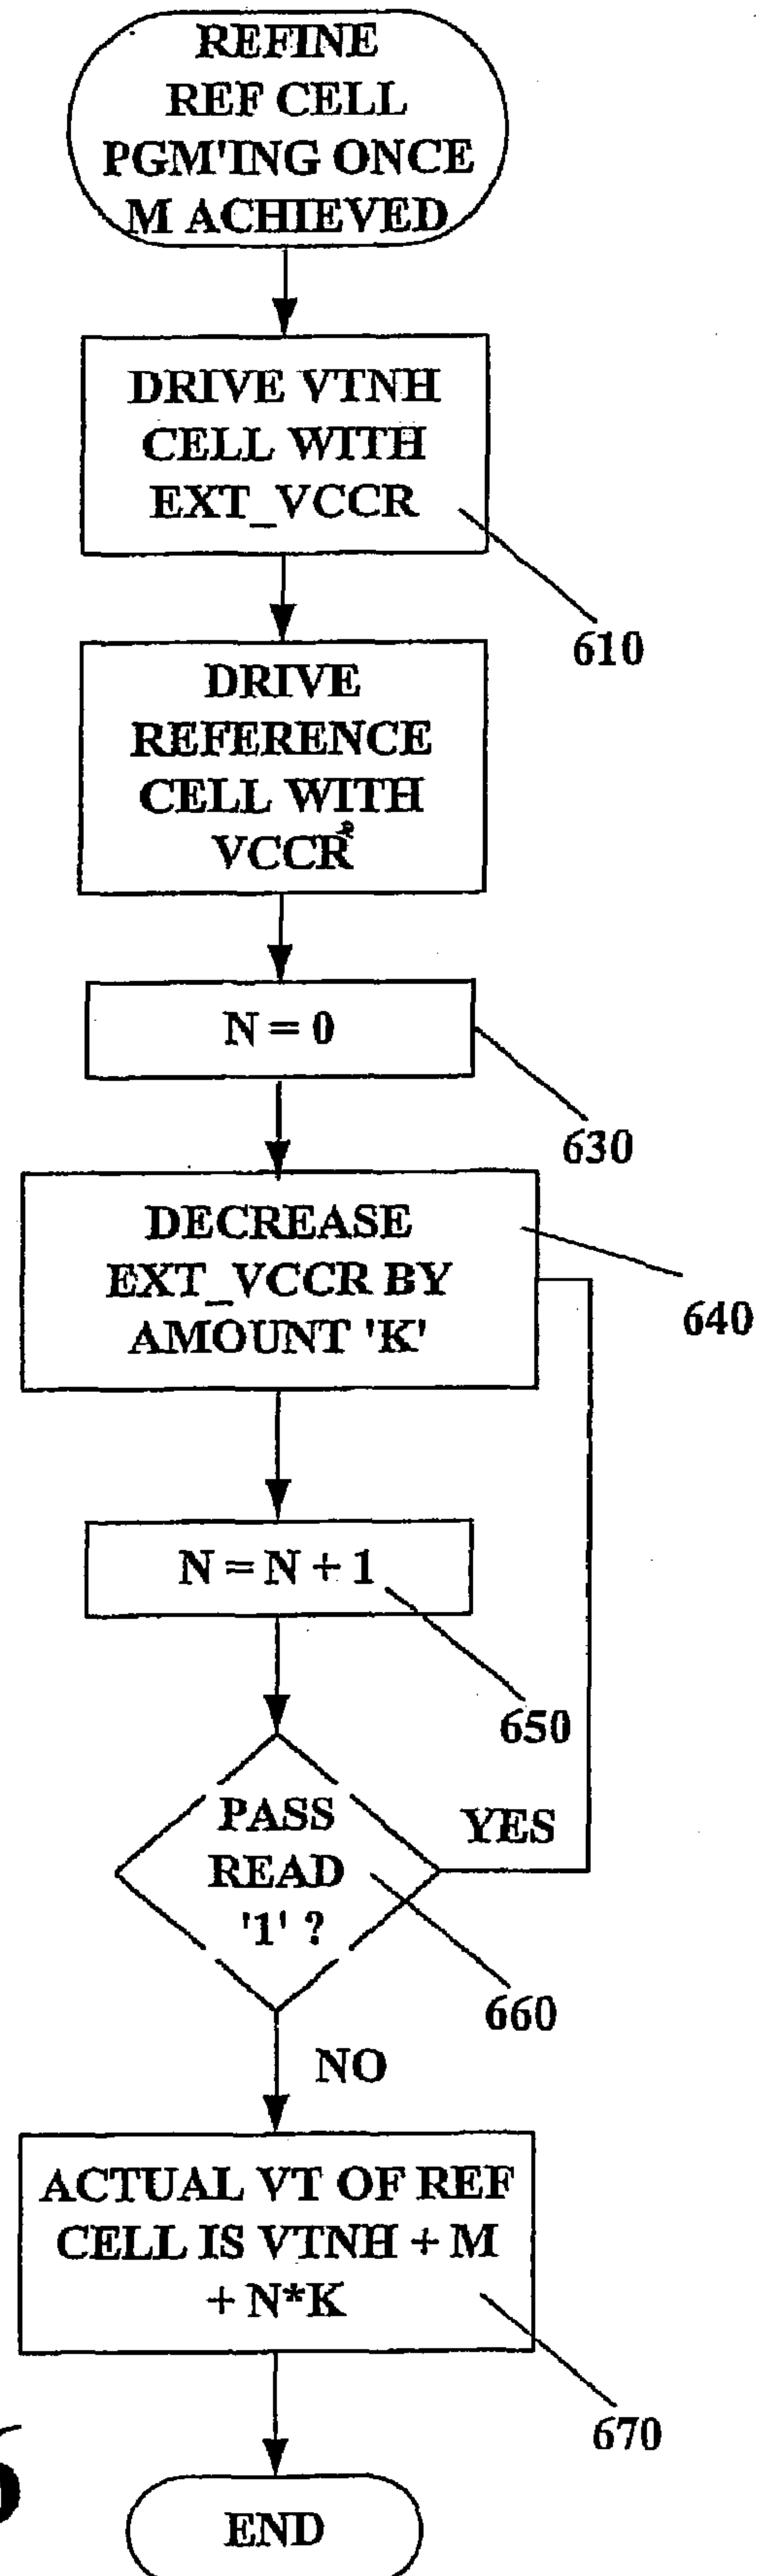 REFINE
REF CELL
PGM'ING ONCE
M ACHIEVED
DRIVE VTNH
CELL WITH
EXT_VCCR
610
DRIVE
REFERENCE
CELL WITH
VCCR
N = 0
630
DECREASE
EXT_VCCR BY
AMOUNT 'K'
640
N = N + 1
650
PASS
READ
'1' ?
YES
660
NO
ACTUAL VT OF REF
CELL IS VTNH + M
+ N*K
670
END